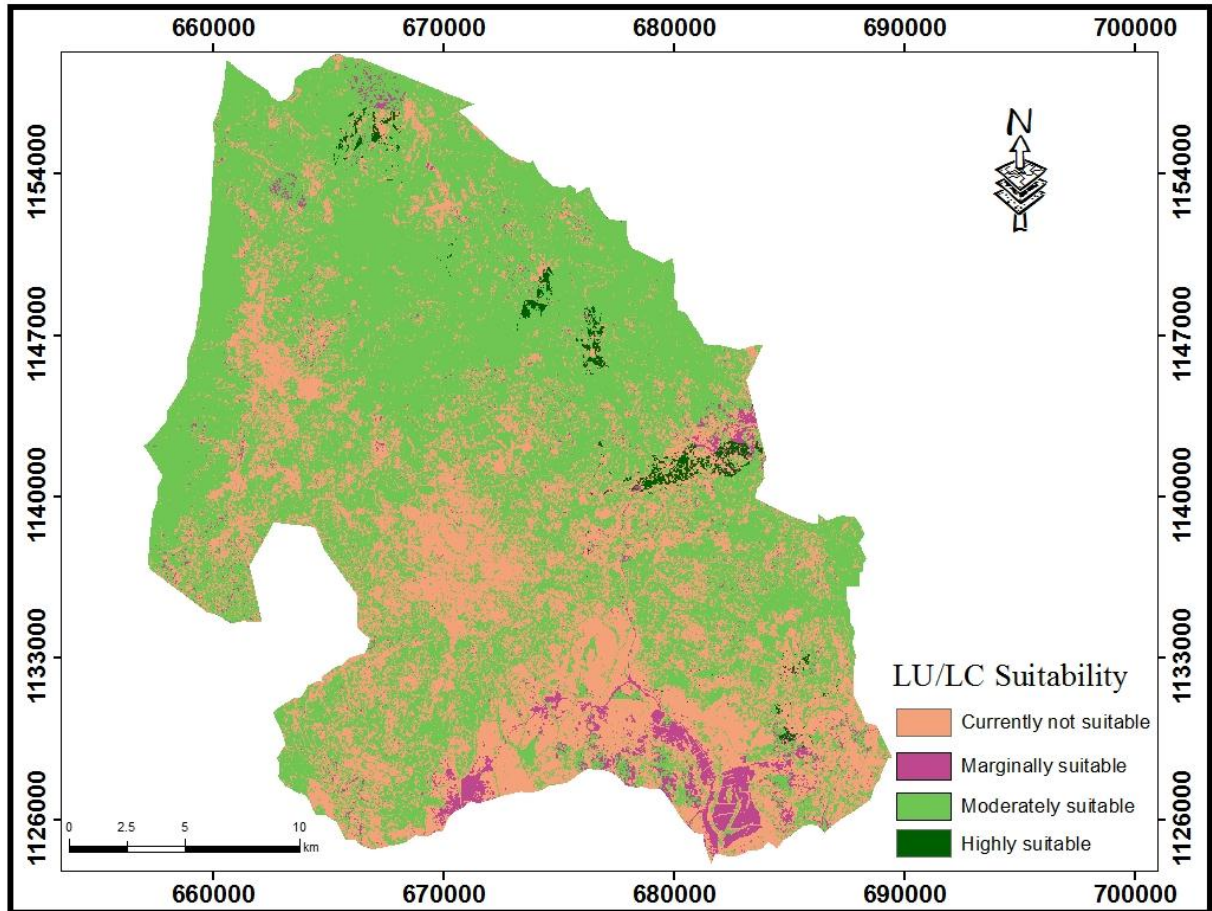 660000 670000 680000 690000 700000
N
1154000 1154000
1147000 1147000
1140000 1140000
1133000 1133000
LU/LC Suitability
Currently not suitable
Marginally suitable
Moderately suitable
Highly suitable
1126000 1126000
0 2.5 5 10
km
660000 670000 680000 690000 700000